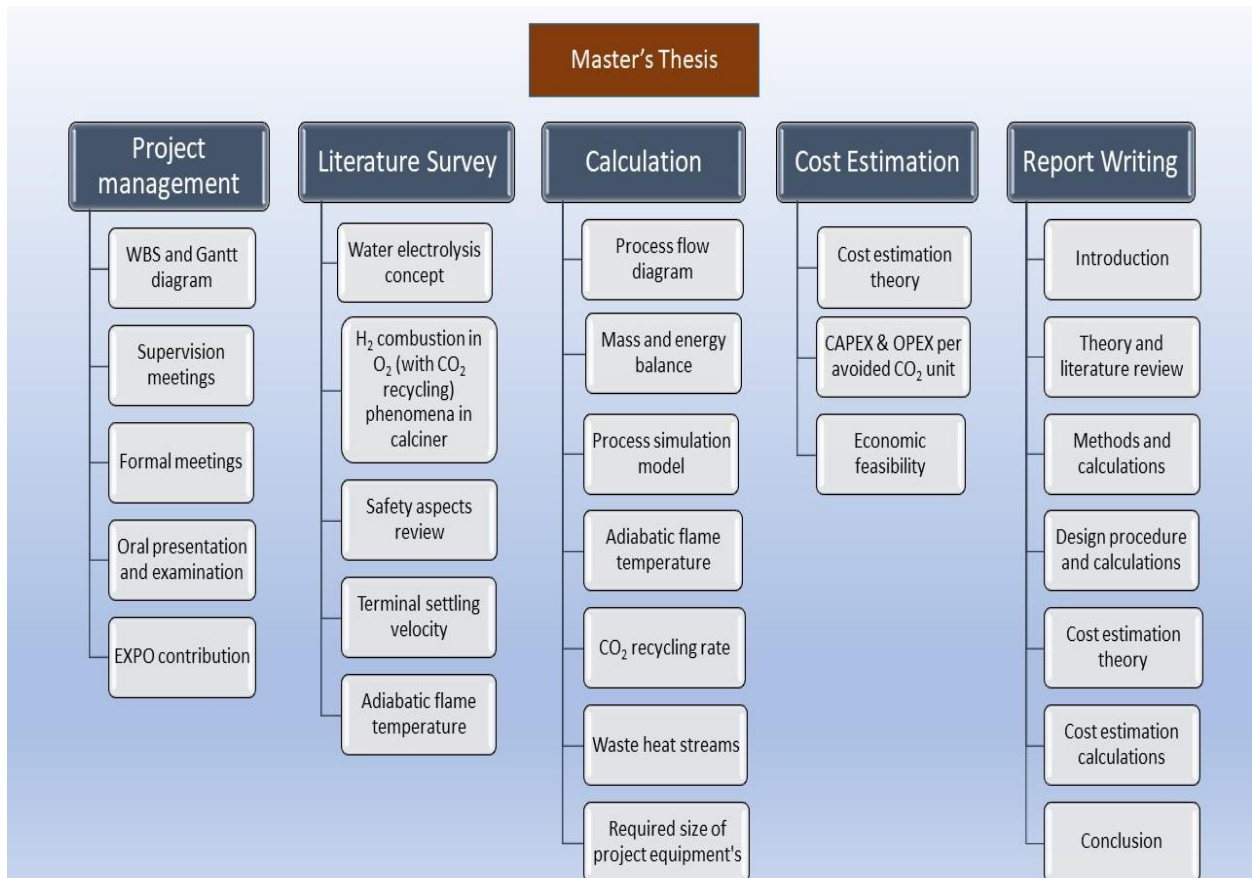 Master's Thesis
Project
management
WBS and Gantt
diagram
Supervision
meetings
Formal meetings
Oral presentation
and examination
EXPO contribution
Literature Survey
Water electrolysis
concept
H₂ combustion in
O₂ (with CO₂
recycling)
phenomena in
calciner
Safety aspects
review
Terminal settling
velocity
Adiabatic flame
temperature
Calculation
Process flow
diagram
Mass and energy
balance
Process simulation
model
Adiabatic flame
temperature
CO₂ recycling rate
Waste heat streams
Required size of
project equipment's
Cost Estimation
Cost estimation
theory
CAPEX & OPEX per
avoided CO₂ unit
Economic
feasibility
Report Writing
Introduction
Theory and
literature review
Methods and
calculations
Design procedure
and calculations
Cost estimation
theory
Cost estimation
calculations
Conclusion